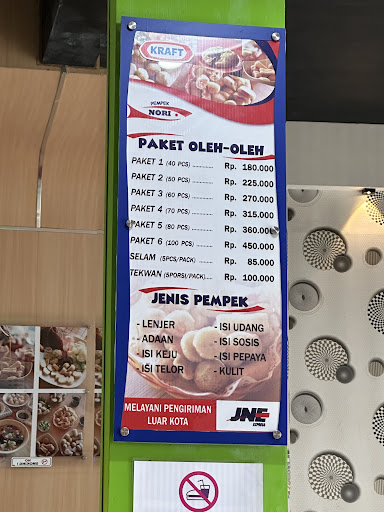 KRAFT
PEMPEK
NORI
PAKET OLEH-OLEH
PAKET 1 (40 PCS) .......... Rp. 180.000
PAKET 2 (50 PCS) .......... Rp. 225.000
PAKET 3 (60 PCS) .......... Rp. 270.000
PAKET 4 (70 PCS) .......... Rp. 315.000
PAKET 5 (80 PCS) .......... Rp. 360.000
PAKET 6 (100 PCS) .......... Rp. 450.000
SELAM (5PCS/PACK) .......... Rp. 85.000
TEKWAN (5PORSI/PACK).... Rp. 100.000
JENIS PEMPEK
- LENJER
- ADAAN
- ISI KEJU
- ISI TELOR
- ISI UDANG
- ISI SOSIS
- ISI PEPAYA
- KULIT
MELAYANI PENGIRIMAN
LUAR KOTA
JNE
EXPRESS